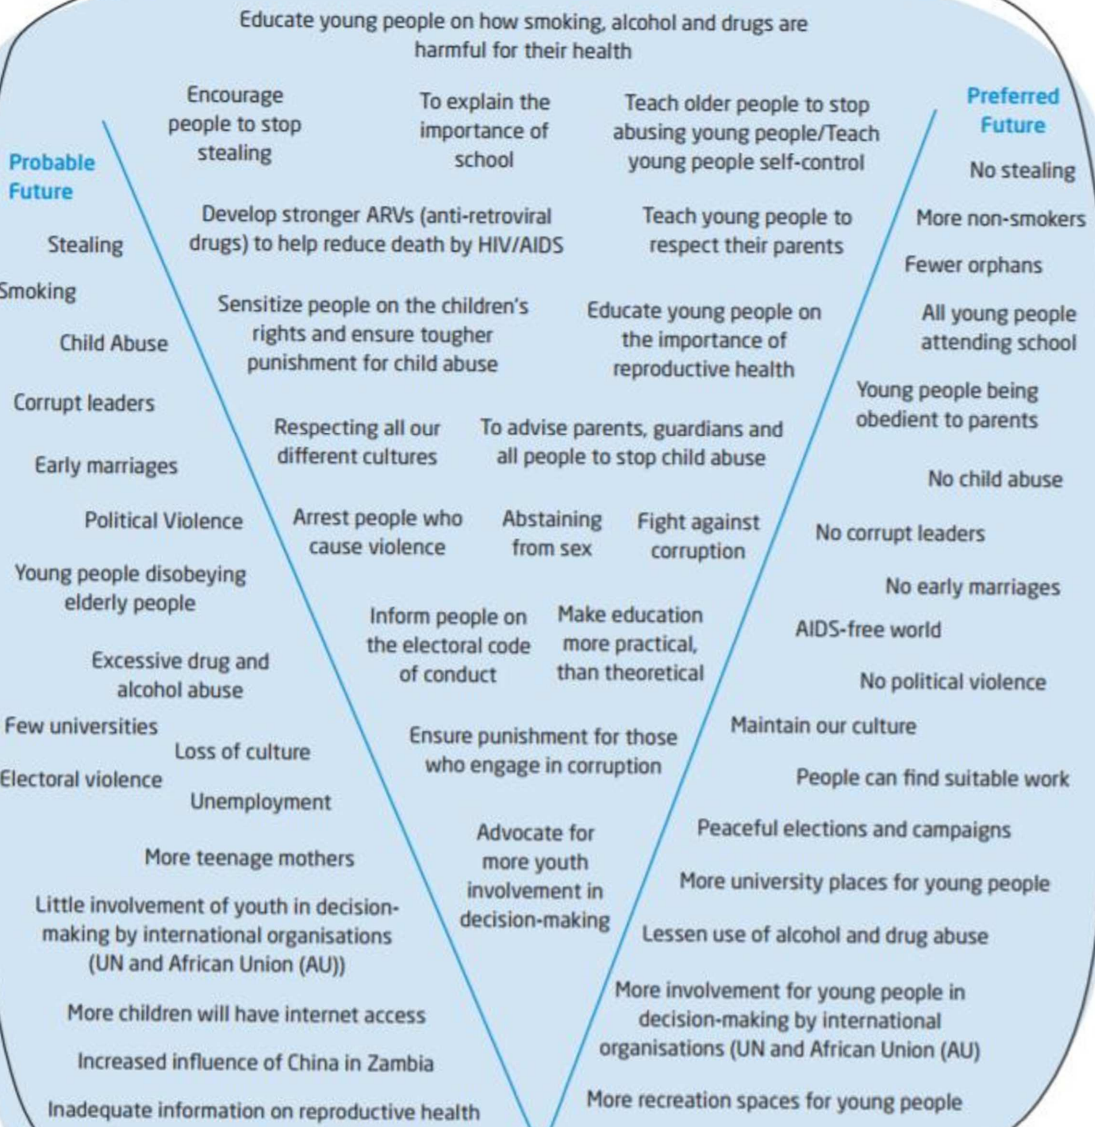 Educate young people on how smoking, alcohol and drugs are
harmful for their health
Encourage
people to stop
stealing
To explain the
importance of
school
Teach older people to stop
abusing young people/Teach
young people self-control
Develop stronger ARVs (anti-retroviral
drugs) to help reduce death by HIV/AIDS
Teach young people to
respect their parents
Sensitize people on the children's
rights and ensure tougher
punishment for child abuse
Educate young people on
the importance of
reproductive health
Respecting all our
different cultures
To advise parents, guardians and
all people to stop child abuse
Arrest people who
cause violence
Abstaining
from sex
Fight against
corruption
Inform people on
the electoral code
of conduct
Make education
more practical,
than theoretical
Ensure punishment for those
who engage in corruption
Advocate for
more youth
involvement in
decision-making
Probable
Future
Stealing
Smoking
Child Abuse
Corrupt leaders
Early marriages
Political Violence
Young people disobeying
elderly people
Excessive drug and
alcohol abuse
Few universities
Loss of culture
Electoral violence
Unemployment
More teenage mothers
Little involvement of youth in decision-
making by international organisations
(UN and African Union (AU))
More children will have internet access
Increased influence of China in Zambia
Inadequate information on reproductive health
Preferred
Future
No stealing
More non-smokers
Fewer orphans
All young people
attending school
Young people being
obedient to parents
No child abuse
No corrupt leaders
No early marriages
AIDS-free world
No political violence
Maintain our culture
People can find suitable work
Peaceful elections and campaigns
More university places for young people
Lessen use of alcohol and drug abuse
More involvement for young people in
decision-making by international
organisations (UN and African Union (AU)
More recreation spaces for young people